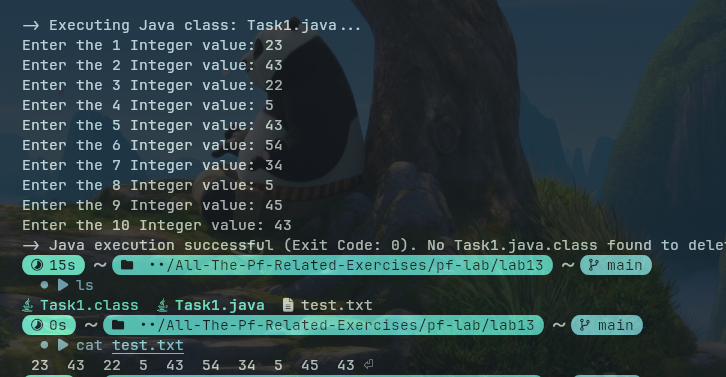 -> Executing Java class: Task1.java...
Enter the 1 Integer value: 23
Enter the 2 Integer value: 43
Enter the 3 Integer value: 22
Enter the 4 Integer value: 5
Enter the 5 Integer value: 43
Enter the 6 Integer value: 54
Enter the 7 Integer value: 34
Enter the 8 Integer value: 5
Enter the 9 Integer value: 45
Enter the 10 Integer value: 43
-> Java execution successful (Exit Code: 0). No Task1.java.class found to dele
15s ~ ··/All-The-Pf-Related-Exercises/pf-lab/lab13 ~ main
ls
Task1.class Task1.java test.txt
0s ~ ··/All-The-Pf-Related-Exercises/pf-lab/lab13 ~ main
cat test.txt
23 43 22 5 43 54 34 5 45 43 ⏎